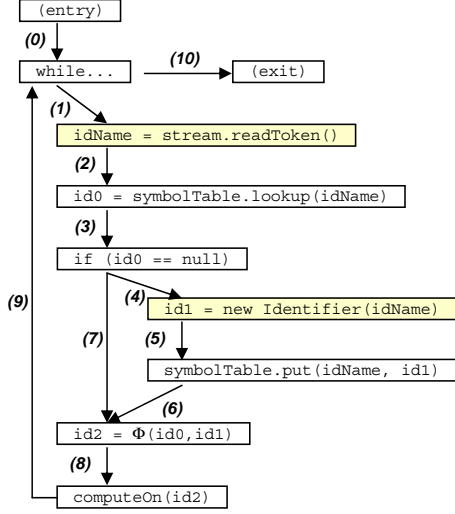 (entry)
(0)
while...
(10)
(exit)
(1)
idName = stream.readToken()
(2)
id0 = symbolTable.lookup(idName)
(3)
if (id0 == null)
(9)
(4)
id1 = new Identifier(idName)
(7)
(5)
symbolTable.put(idName, id1)
(6)
id2 = Φ(id0,id1)
(8)
computeOn(id2)